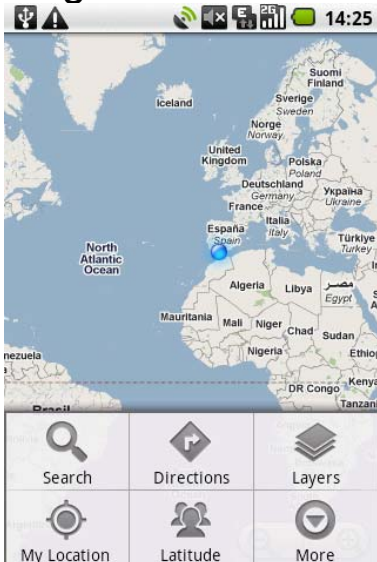 14:25
Suomi
Finland
Iceland
Sverige
Sweden
Norge
Norway
United
Kingdom
Polska
Poland
Deutschland
Germany
Україна
Ukraine
France
Italia
Italy
España
Spain
Türkiye
Turkey
North
Atlantic
Ocean
Algeria
Libya
مصر
Egypt
Mauritania
Mali
Niger
Chad
Sudan
Nigeria
Ethio
nezuela
DR Congo
Kenya
Tanzan
Brasil
Search
Directions
Layers
My Location
Latitude
More